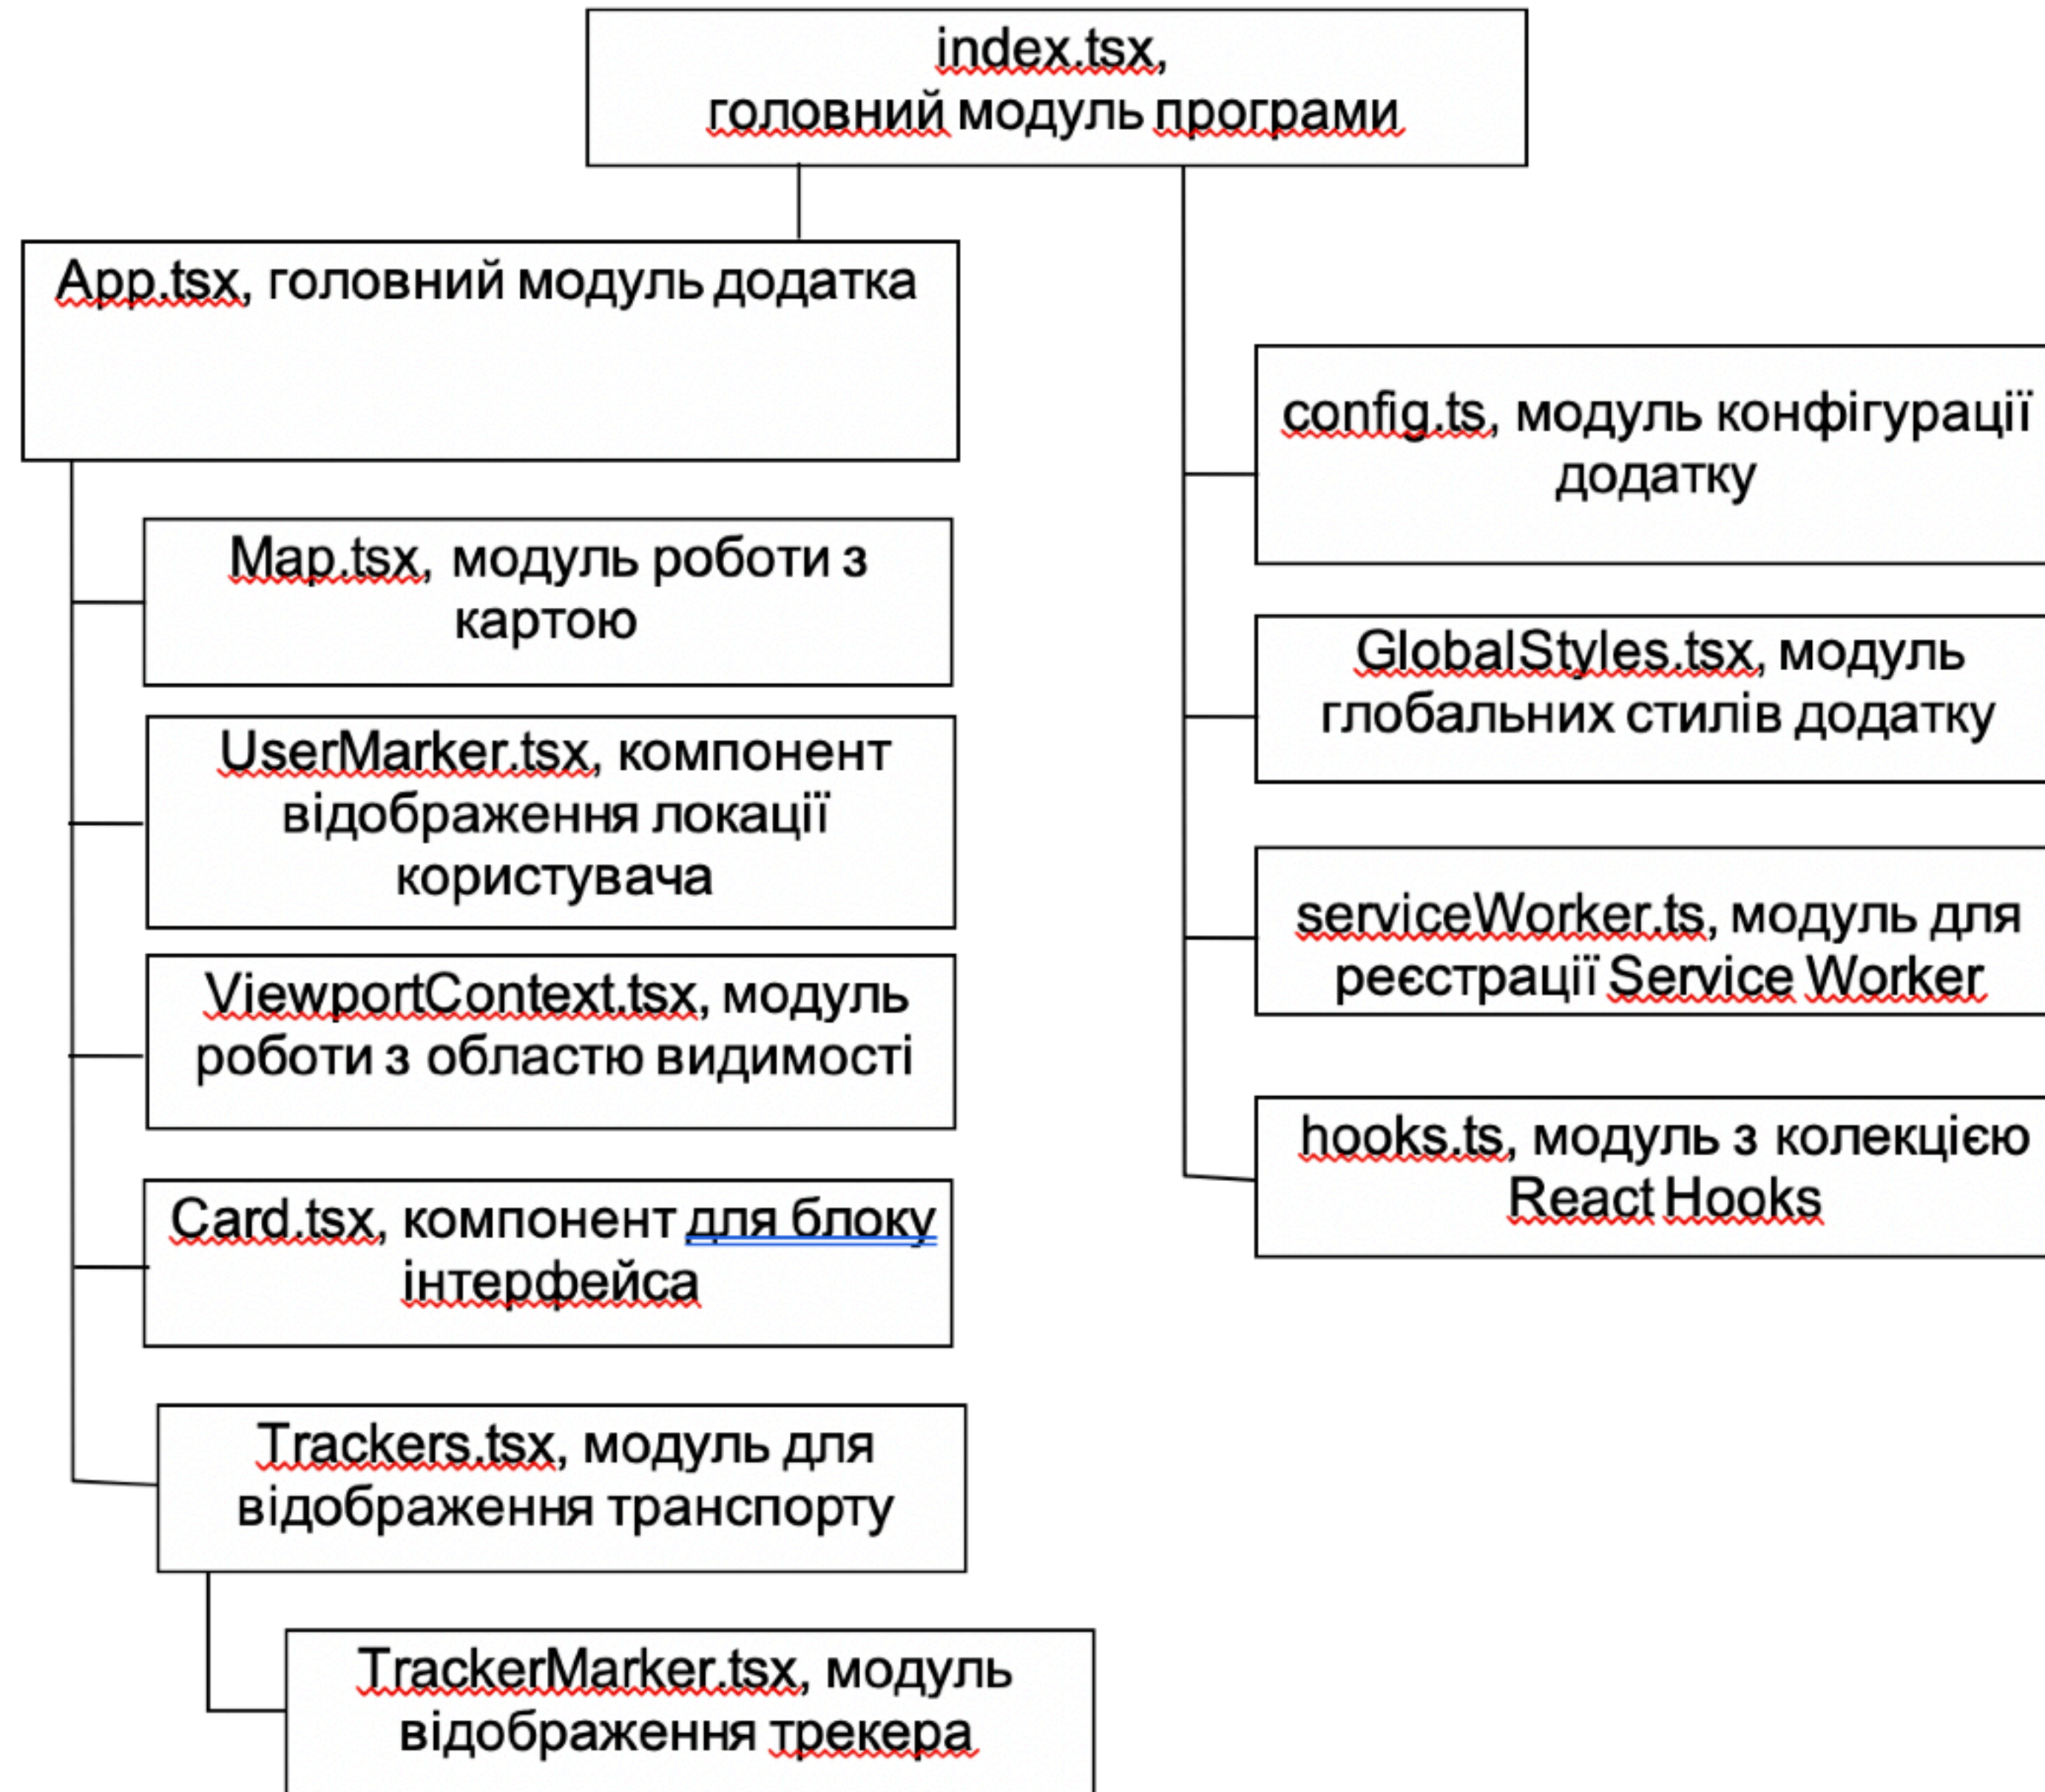 index.tsx,
головний модуль програми
App.tsx, головний модуль додатка
Map.tsx, модуль роботи з
картою
UserMarker.tsx, компонент
відображення локації
користувача
ViewportContext.tsx, модуль
роботи з областю видимості
Card.tsx, компонент для блоку
інтерфейса
Trackers.tsx, модуль для
відображення транспорту
TrackerMarker.tsx, модуль
відображення трекера
config.ts, модуль конфігурації
додатку
GlobalStyles.tsx, модуль
глобальних стилів додатку
serviceWorker.ts, модуль для
реєстрації Service Worker
hooks.ts, модуль з колекцією
React Hooks